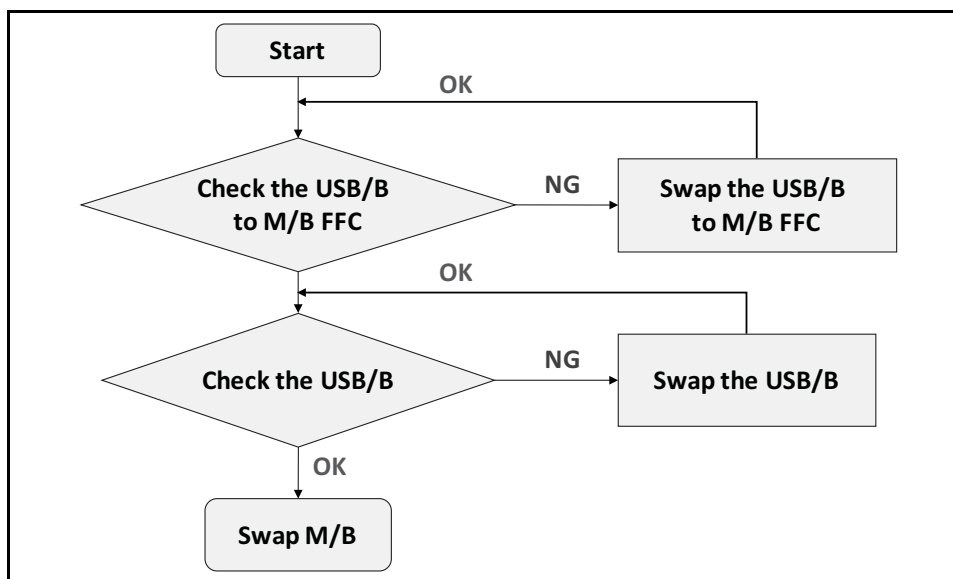 Start
OK
Check the USB/B
to M/B FFC
NG
Swap the USB/B
to M/B FFC
OK
Check the USB/B
NG
Swap the USB/B
OK
Swap M/B